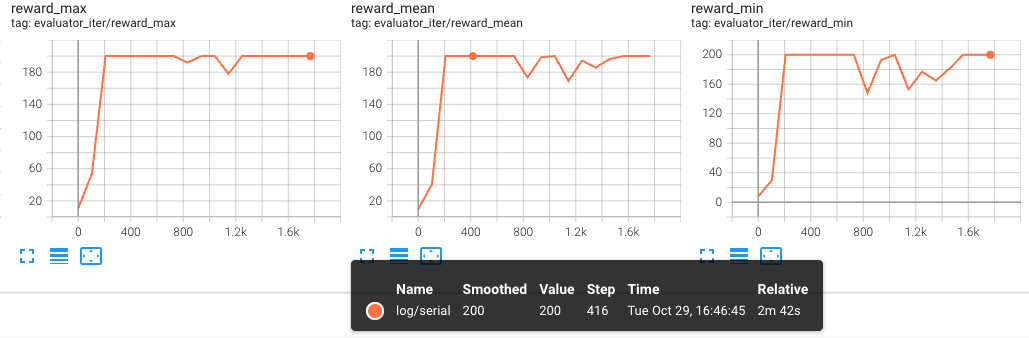 reward_max
tag: evaluator_iter/reward_max
180
140
100
60
20
0 400 800 1.2k 1.6k
reward_mean
tag: evaluator_iter/reward_mean
180
140
100
60
20
0 400 800 1.2k 1.6k
reward_min
tag: evaluator_iter/reward_min
200
160
120
80
40
0
0 400 800 1.2k 1.6k
Name Smoothed Value Step Time Relative
log/serial 200 200 416 Tue Oct 29, 16:46:45 2m 42s